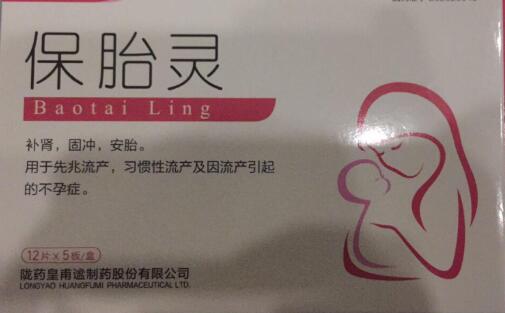 保胎灵
Baotai Ling
补肾，固冲，安胎。
用于先兆流产，习惯性流产及因流产引起
的不孕症。
12片×5板/盒
陇药皇甫谧制药股份有限公司
LONGYAO HUANGFUMI PHARMACEUTICAL LTD.